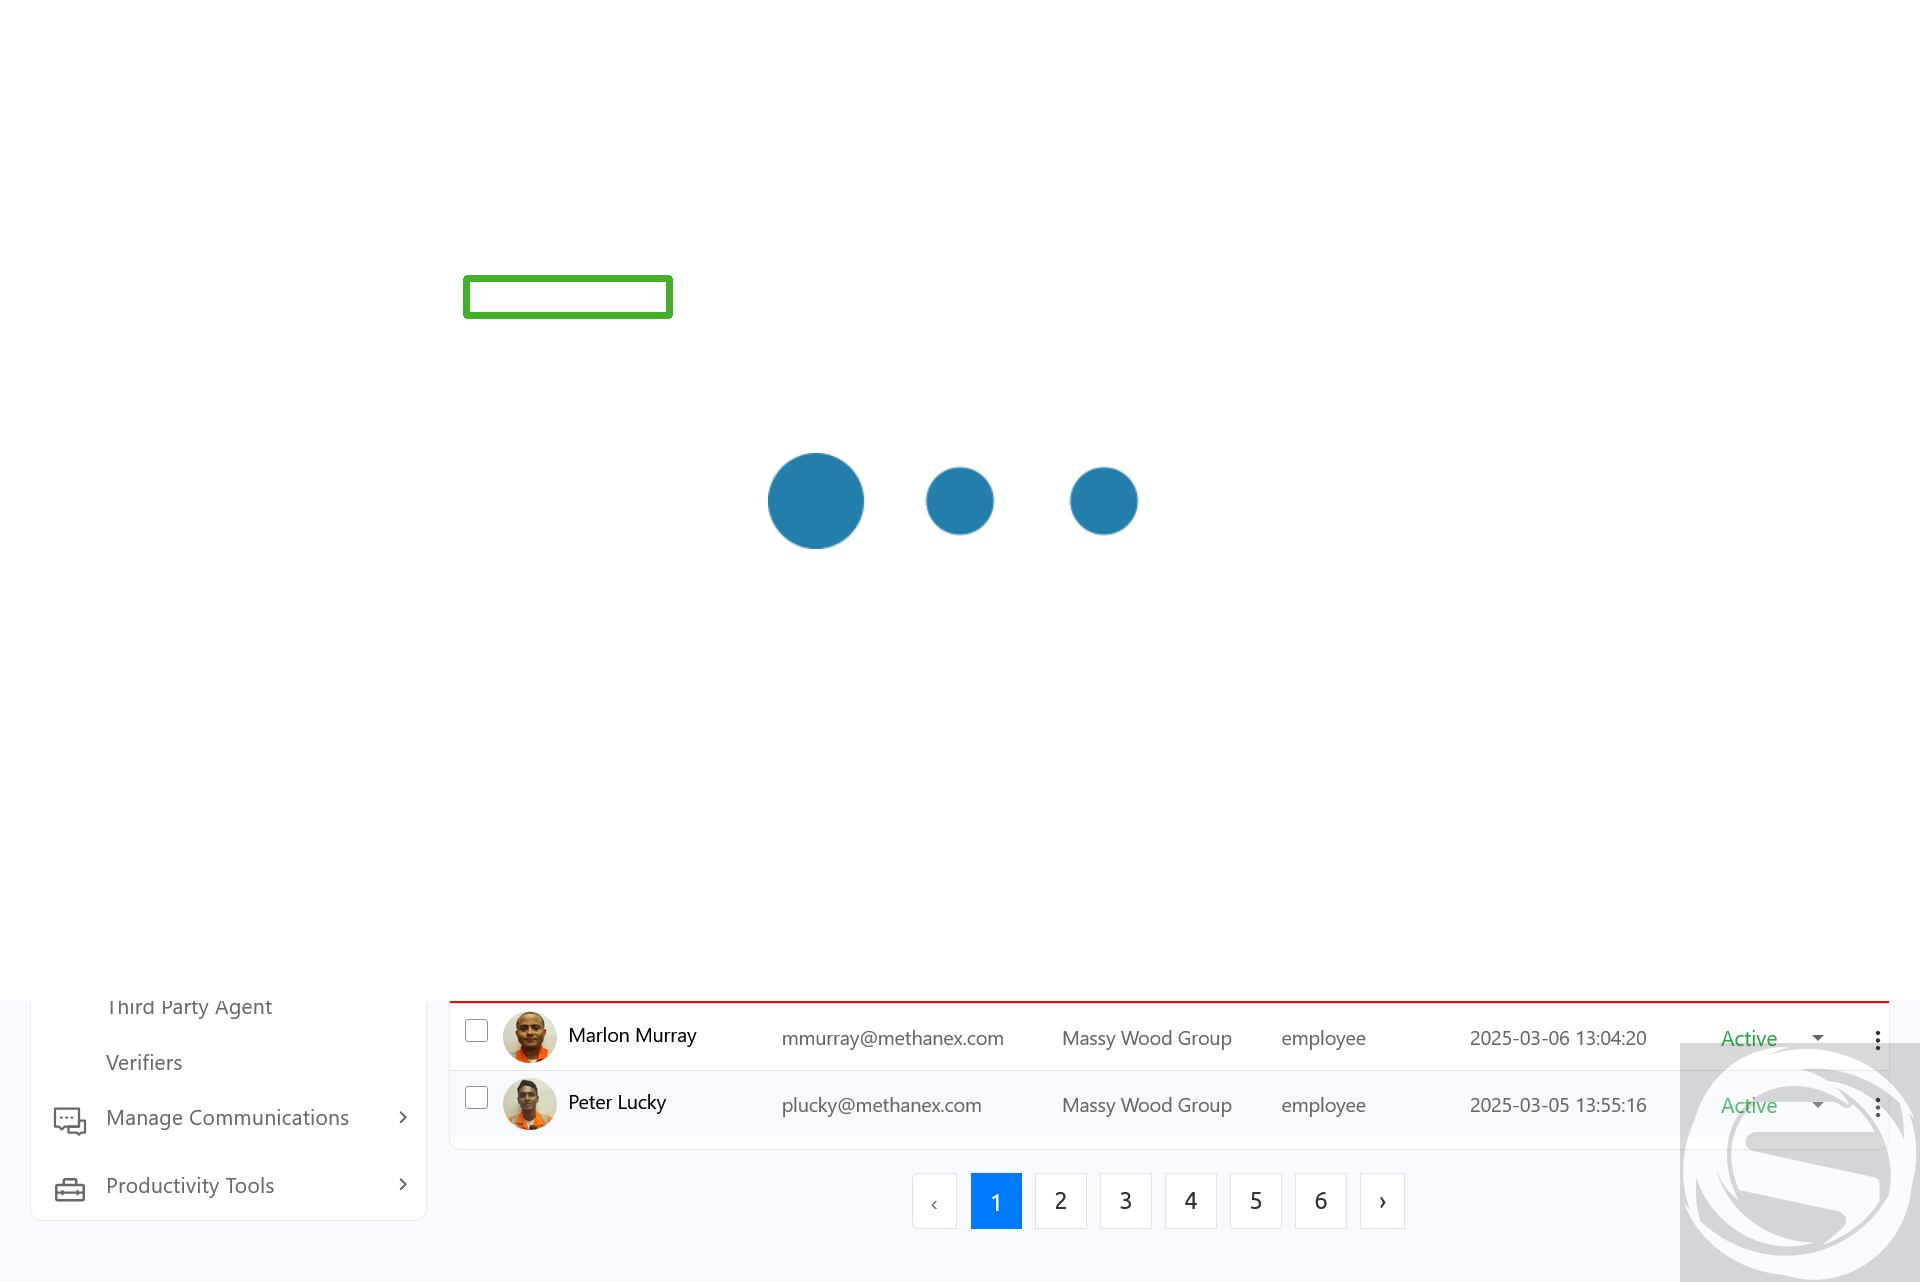 Third Party Agent
Marlon Murray mmurray@methanex.com Massy Wood Group employee 2025-03-06 13:04:20 Active
Verifiers
Peter Lucky plucky@methanex.com Massy Wood Group employee 2025-03-05 13:55:16 Active
Manage Communications
Productivity Tools
‹ 1 2 3 4 5 6 ›